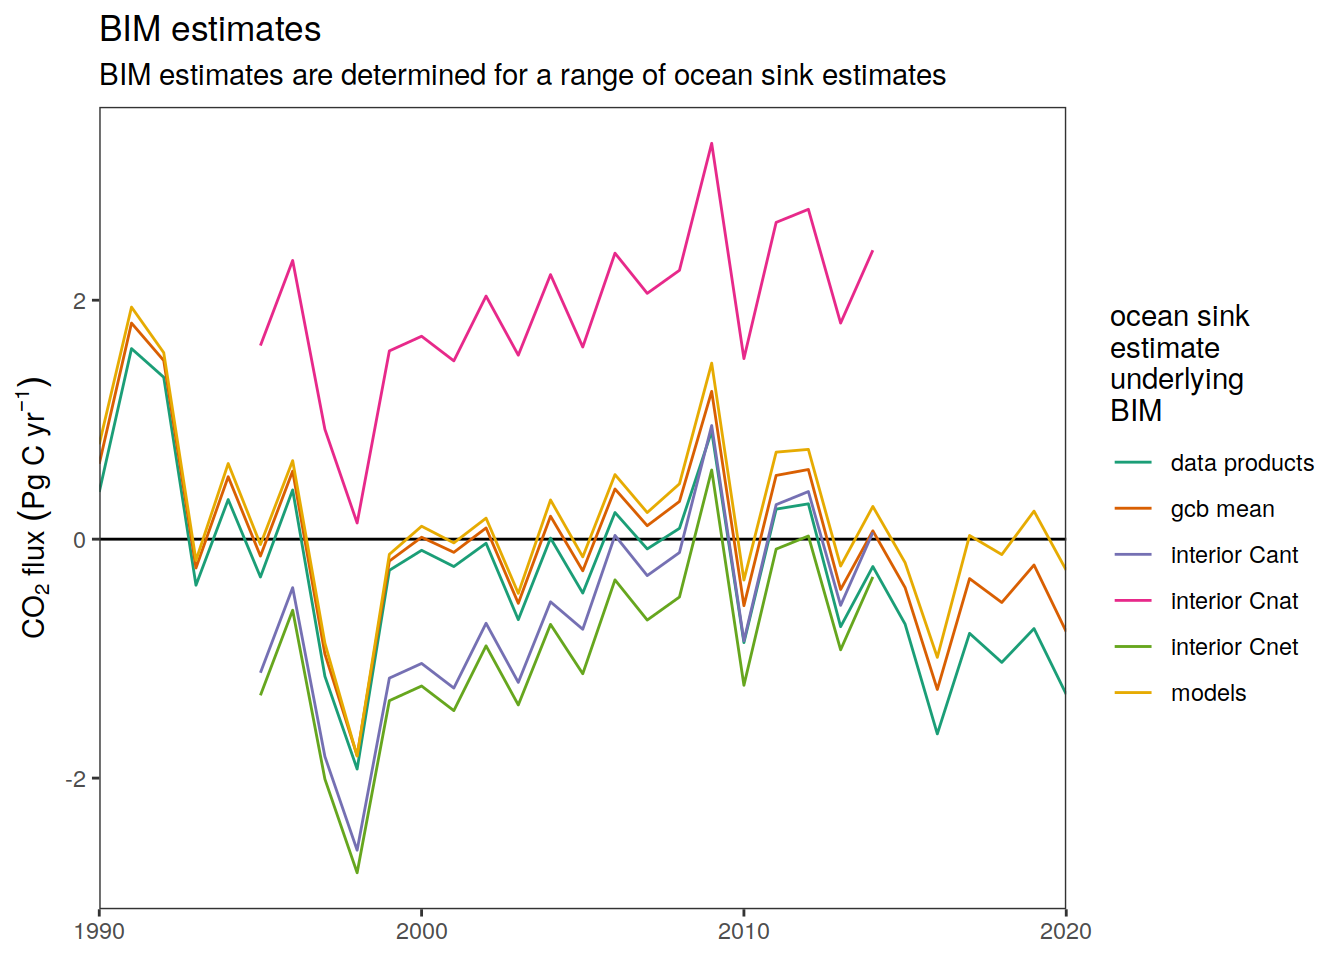 BIM estimates
BIM estimates are determined for a range of ocean sink estimates
CO₂ flux (Pg C yr⁻¹)
2
0
-2
1990
2000
2010
2020
ocean sink
estimate
underlying
BIM
data products
gcb mean
interior Cant
interior Cnat
interior Cnet
models